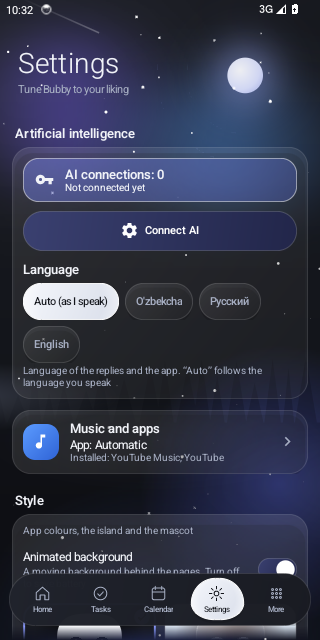 10:32
3G
Settings
Tune Bubby to your liking
Artificial intelligence
AI connections: 0
Not connected yet
Connect AI
Language
Auto (as I speak)
O'zbekcha
Русский
English
Language of the replies and the app. “Auto” follows the
language you speak
Music and apps
App: Automatic
Installed: YouTube Music, YouTube
Style
App colours, the island and the mascot
Animated background
A moving background behind the pages. Turn off
Home
Tasks
Calendar
Settings
More